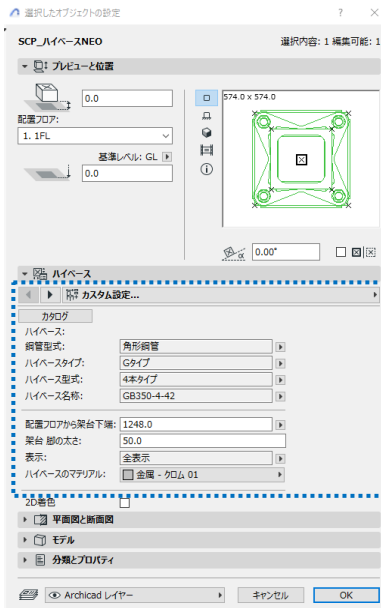 選択したオブジェクトの設定
SCP_ハイベースNEO
選択内容: 1 編集可能: 1
プレビューと位置
0.0
配置フロア:
1. 1FL
基準レベル: GL
0.0
574.0 x 574.0
α
0.00°
ハイベース
カスタム設定...
カタログ
ハイベース:
鋼管型式: 角形鋼管
ハイベースタイプ: Gタイプ
ハイベース型式: 4本タイプ
ハイベース名称: GB350-4-42
配置フロアから架台下端: 1248.0
架台 脚の太さ: 50.0
表示: 全表示
ハイベースのマテリアル: 金属 - クロム 01
2D着色
平面図と断面図
モデル
分類とプロパティ
Archicad レイヤー
キャンセル
OK